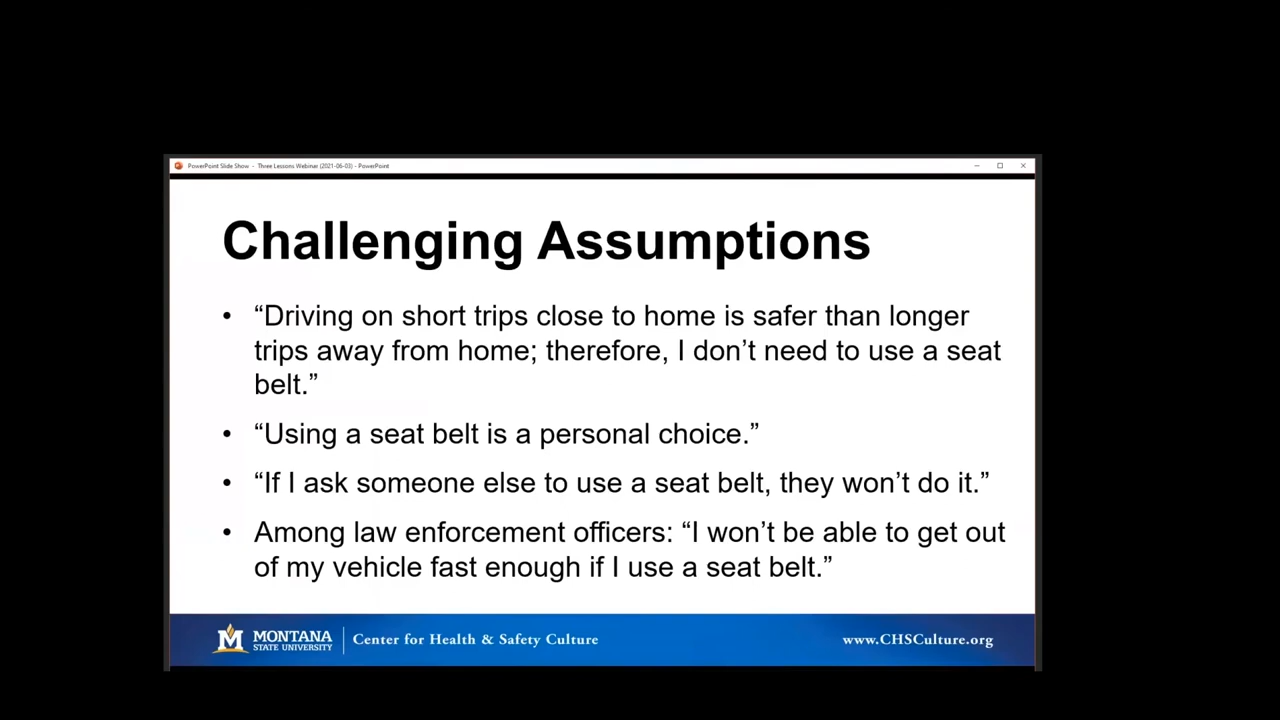 PowerPoint Slide Show - Three Lessons Webinar (2021-06-03) - PowerPoint
Challenging Assumptions
• “Driving on short trips close to home is safer than longer
trips away from home; therefore, I don’t need to use a seat
belt.”
• “Using a seat belt is a personal choice.”
• “If I ask someone else to use a seat belt, they won’t do it.”
• Among law enforcement officers: “I won’t be able to get out
of my vehicle fast enough if I use a seat belt.”
M MONTANA
STATE UNIVERSITY
Center for Health & Safety Culture
www.CHSCulture.org